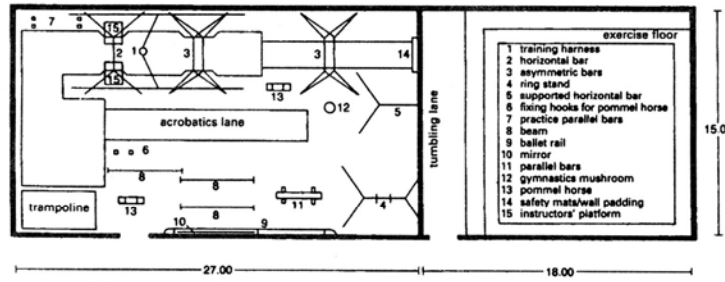 7
15
1
2
3
3
14
exercise floor
15
13
12
5
acrobatics lane
tumbling lane
6
8
8
trampoline
13
8
11
4
10
9
1 training harness
2 horizontal bar
3 asymmetric bars
4 ring stand
5 supported horizontal bar
6 fixing hooks for pommel horse
7 practice parallel bars
8 beam
9 ballet rail
10 mirror
11 parallel bars
12 gymnastics mushroom
13 pommel horse
14 safety mats/wall padding
15 instructors' platform
27.00
18.00